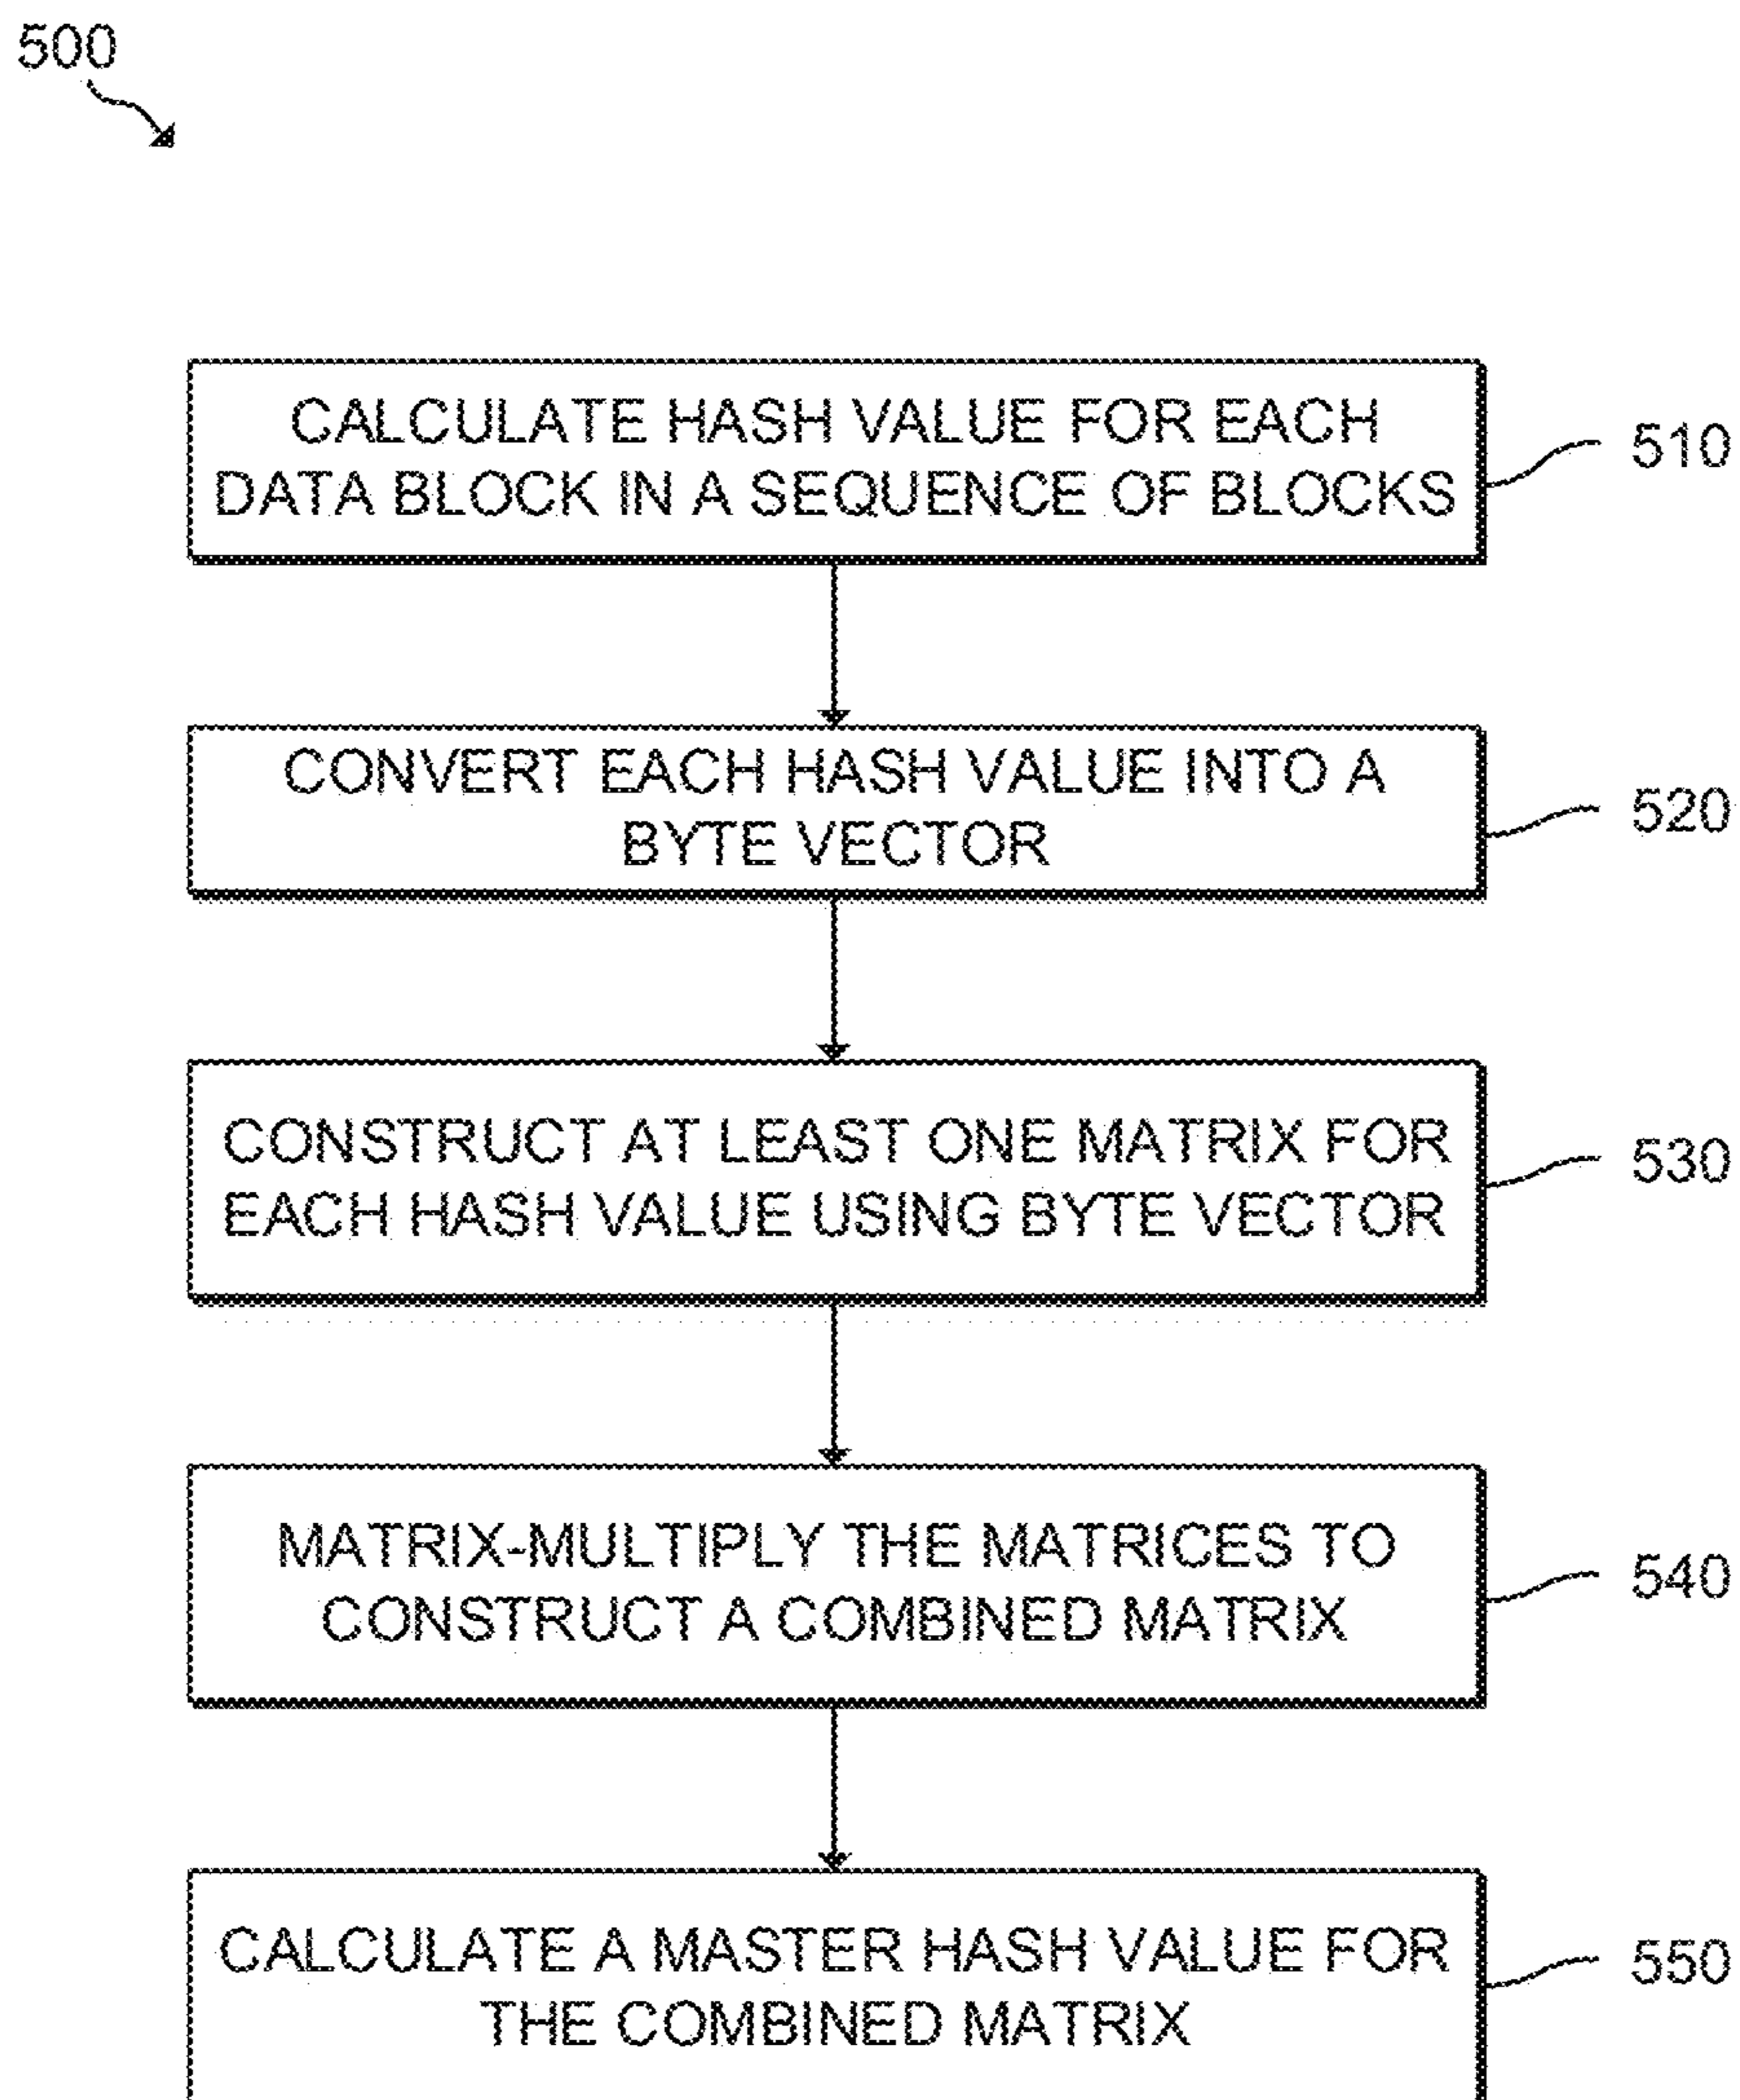 500
CALCULATE HASH VALUE FOR EACH
DATA BLOCK IN A SEQUENCE OF BLOCKS
510
CONVERT EACH HASH VALUE INTO A
BYTE VECTOR
520
CONSTRUCT AT LEAST ONE MATRIX FOR
EACH HASH VALUE USING BYTE VECTOR
530
MATRIX-MULTIPLY THE MATRICES TO
CONSTRUCT A COMBINED MATRIX
540
CALCULATE A MASTER HASH VALUE FOR
THE COMBINED MATRIX
550